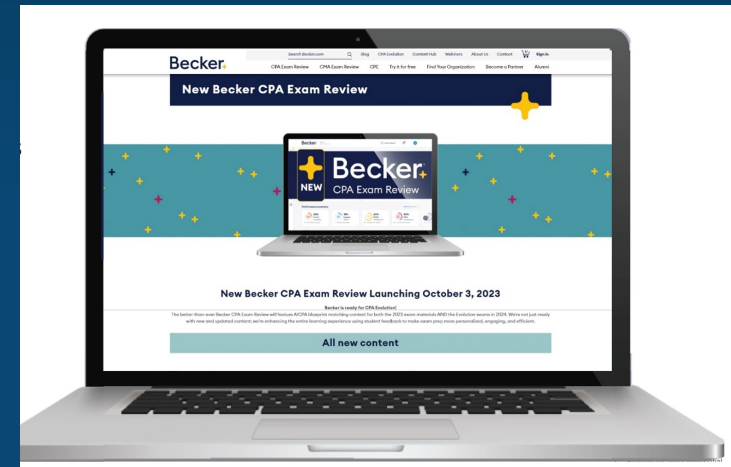 Search Becker.com Blog CPA Evolution Content Hub Webinars About Us Contact Sign In
Becker.
CPA Exam Review CMA Exam Review CPE Try it for free Find Your Organization Become a Partner Alumni
New Becker CPA Exam Review
Becker
NEW
Becker
CPA Exam Review
New Becker CPA Exam Review Launching October 3, 2023
Becker is ready for CPA Evolution!
The better-than-ever Becker CPA Exam Review will feature AICPA blueprint matching content for both the 2023 exam materials AND the Evolution exams in 2024. We're not just ready
with new and updated content; we're enhancing the entire learning experience using student feedback to make exam prep more personalized, engaging, and efficient.
All new content